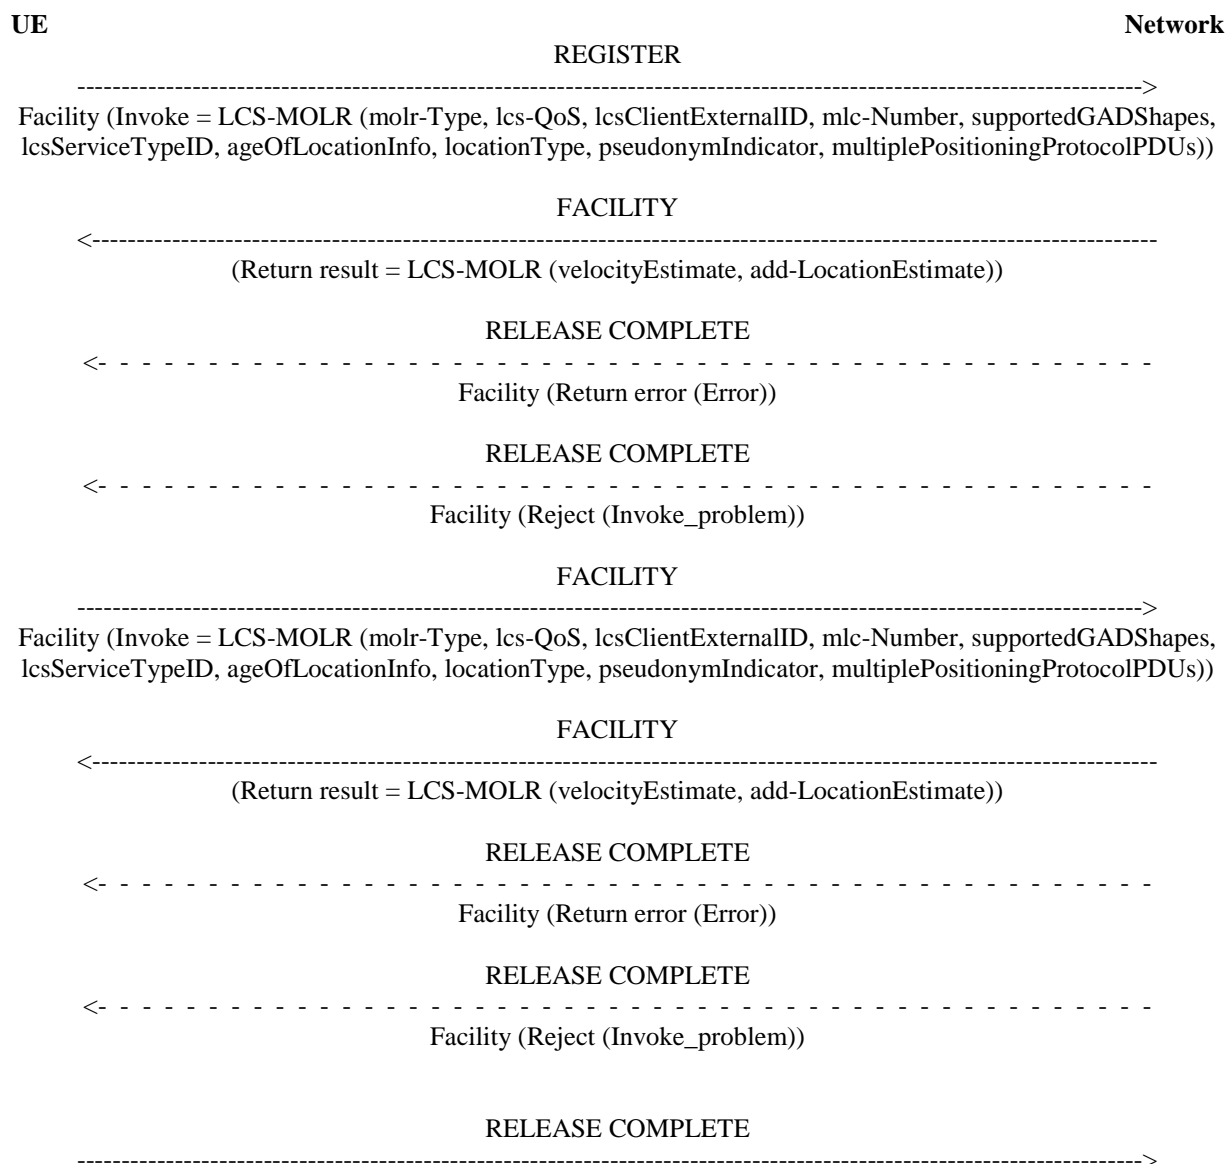 UE Network
REGISTER
------------------------------------------------------------------------------------------------------------------------>
Facility (Invoke = LCS-MOLR (molr-Type, lcs-QoS, lcsClientExternalID, mlc-Number, supportedGADShapes,
lcsServiceTypeID, ageOfLocationInfo, locationType, pseudonymIndicator, multiplePositioningProtocolPDUs))
FACILITY
<------------------------------------------------------------------------------------------------------------------------
(Return result = LCS-MOLR (velocityEstimate, add-LocationEstimate))
RELEASE COMPLETE
<- - - - - - - - - - - - - - - - - - - - - - - - - - - - - - - - - - - - - - - - - - - - - - - - - - - - - - - - - -
Facility (Return error (Error))
RELEASE COMPLETE
<- - - - - - - - - - - - - - - - - - - - - - - - - - - - - - - - - - - - - - - - - - - - - - - - - - - - - - - - - -
Facility (Reject (Invoke_problem))
FACILITY
------------------------------------------------------------------------------------------------------------------------>
Facility (Invoke = LCS-MOLR (molr-Type, lcs-QoS, lcsClientExternalID, mlc-Number, supportedGADShapes,
lcsServiceTypeID, ageOfLocationInfo, locationType, pseudonymIndicator, multiplePositioningProtocolPDUs))
FACILITY
<------------------------------------------------------------------------------------------------------------------------
(Return result = LCS-MOLR (velocityEstimate, add-LocationEstimate))
RELEASE COMPLETE
<- - - - - - - - - - - - - - - - - - - - - - - - - - - - - - - - - - - - - - - - - - - - - - - - - - - - - - - - - -
Facility (Return error (Error))
RELEASE COMPLETE
<- - - - - - - - - - - - - - - - - - - - - - - - - - - - - - - - - - - - - - - - - - - - - - - - - - - - - - - - - -
Facility (Reject (Invoke_problem))
RELEASE COMPLETE
------------------------------------------------------------------------------------------------------------------------>